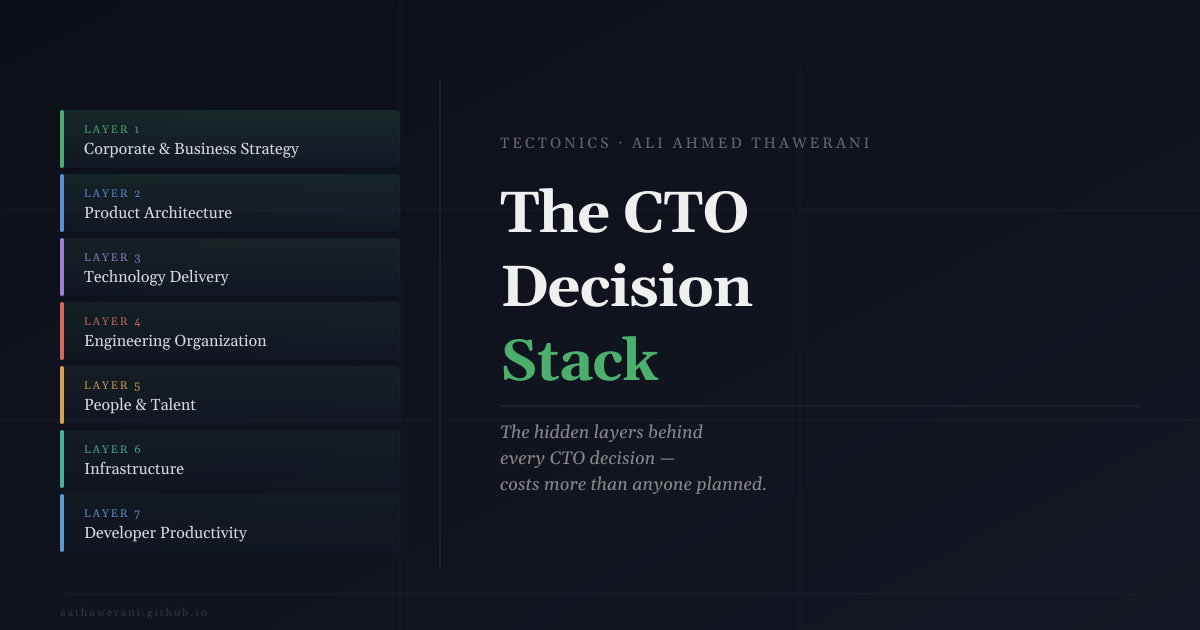 LAYER 1
Corporate & Business Strategy
LAYER 2
Product Architecture
LAYER 3
Technology Delivery
LAYER 4
Engineering Organization
LAYER 5
People & Talent
LAYER 6
Infrastructure
LAYER 7
Developer Productivity
TECTONICS · ALI AHMED THAWERANI
The CTO
Decision
Stack
The hidden layers behind
every CTO decision —
costs more than anyone planned.
aathawerani.github.io